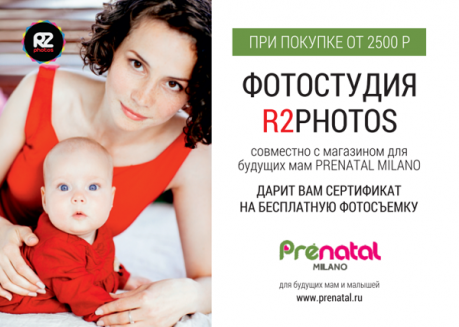 R2
photos
ПРИ ПОКУПКЕ ОТ 2500 Р
ФОТОСТУДИЯ
R2PHOTOS
совместно с магазином для
будущих мам PRENATAL MILANO
ДАРИТ ВАМ СЕРТИФИКАТ
НА БЕСПЛАТНУЮ ФОТОСЪЕМКУ
Prénatal
MILANO
для будущих мам и малышей
www.prenatal.ru